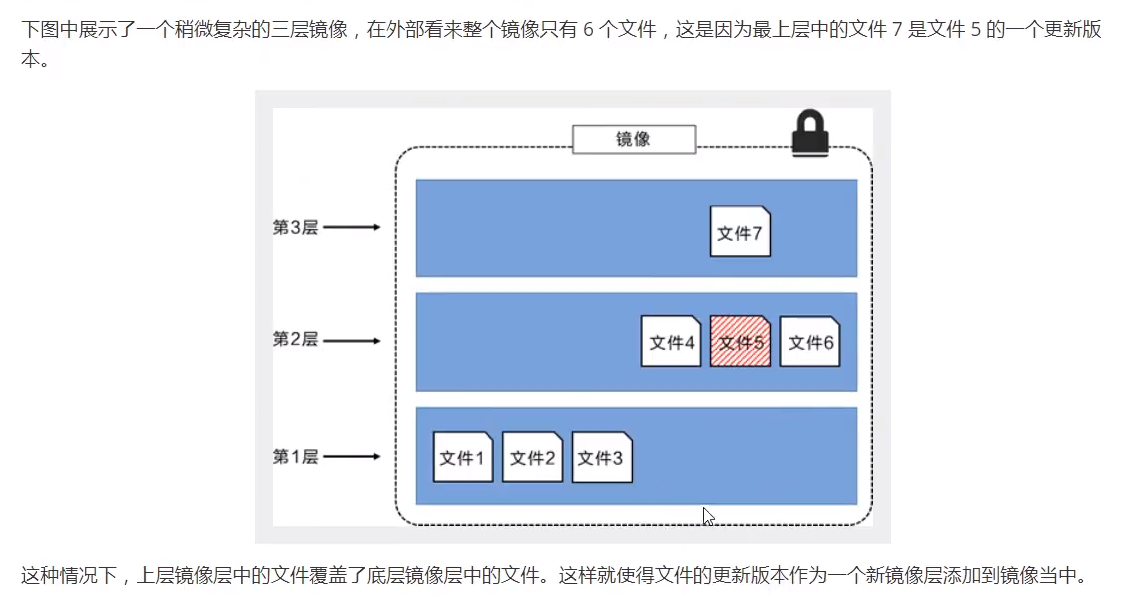 下图中展示了一个稍微复杂的三层镜像，在外部看来整个镜像只有 6 个文件，这是因为最上层中的文件 7 是文件 5 的一个更新版
本。
镜像
第3层
文件7
第2层
文件4
文件5
文件6
第1层
文件1
文件2
文件3
这种情况下，上层镜像层中的文件覆盖了底层镜像层中的文件。这样就使得文件的更新版本作为一个新镜像层添加到镜像当中。